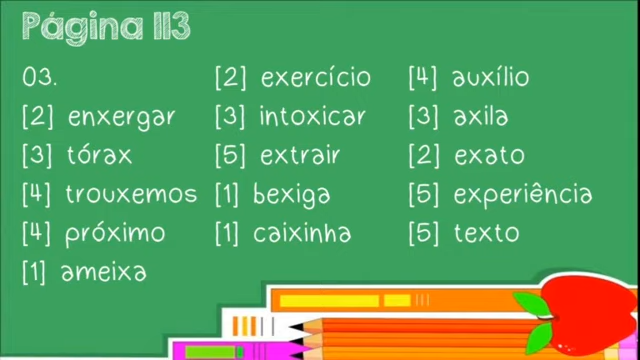 Página 113
03.
[2] enxergar
[3] tórax
[4] trouxemos
[4] próximo
[1] ameixa
[2] exercício
[3] intoxicar
[5] extrair
[1] bexiga
[1] caixinha
[4] auxílio
[3] axila
[2] exato
[5] experiência
[5] texto